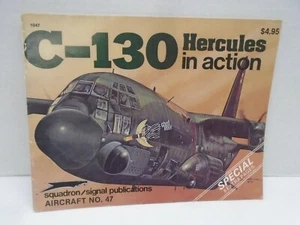 1047
$4.95
C-130 Hercules
in action
SPECIAL
squadron/signal publications
AIRCRAFT NO. 47